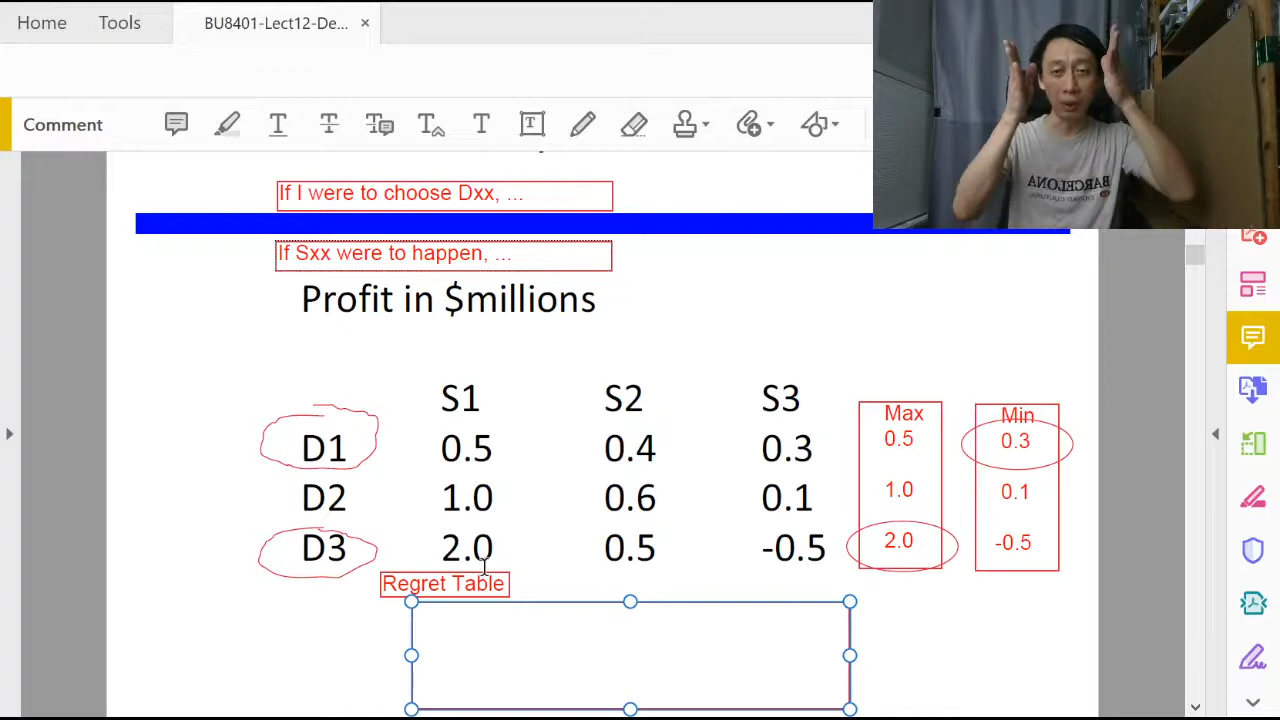 Home Tools BU8401-Lect12-De... ×
Comment
BARCELONA
If I were to choose Dxx, ...
If Sxx were to happen, ...
Profit in $millions
S1 S2 S3 Max Min
D1 0.5 0.4 0.3 0.5 0.3
D2 1.0 0.6 0.1 1.0 0.1
D3 2.0 0.5 -0.5 2.0 -0.5
Regret Table